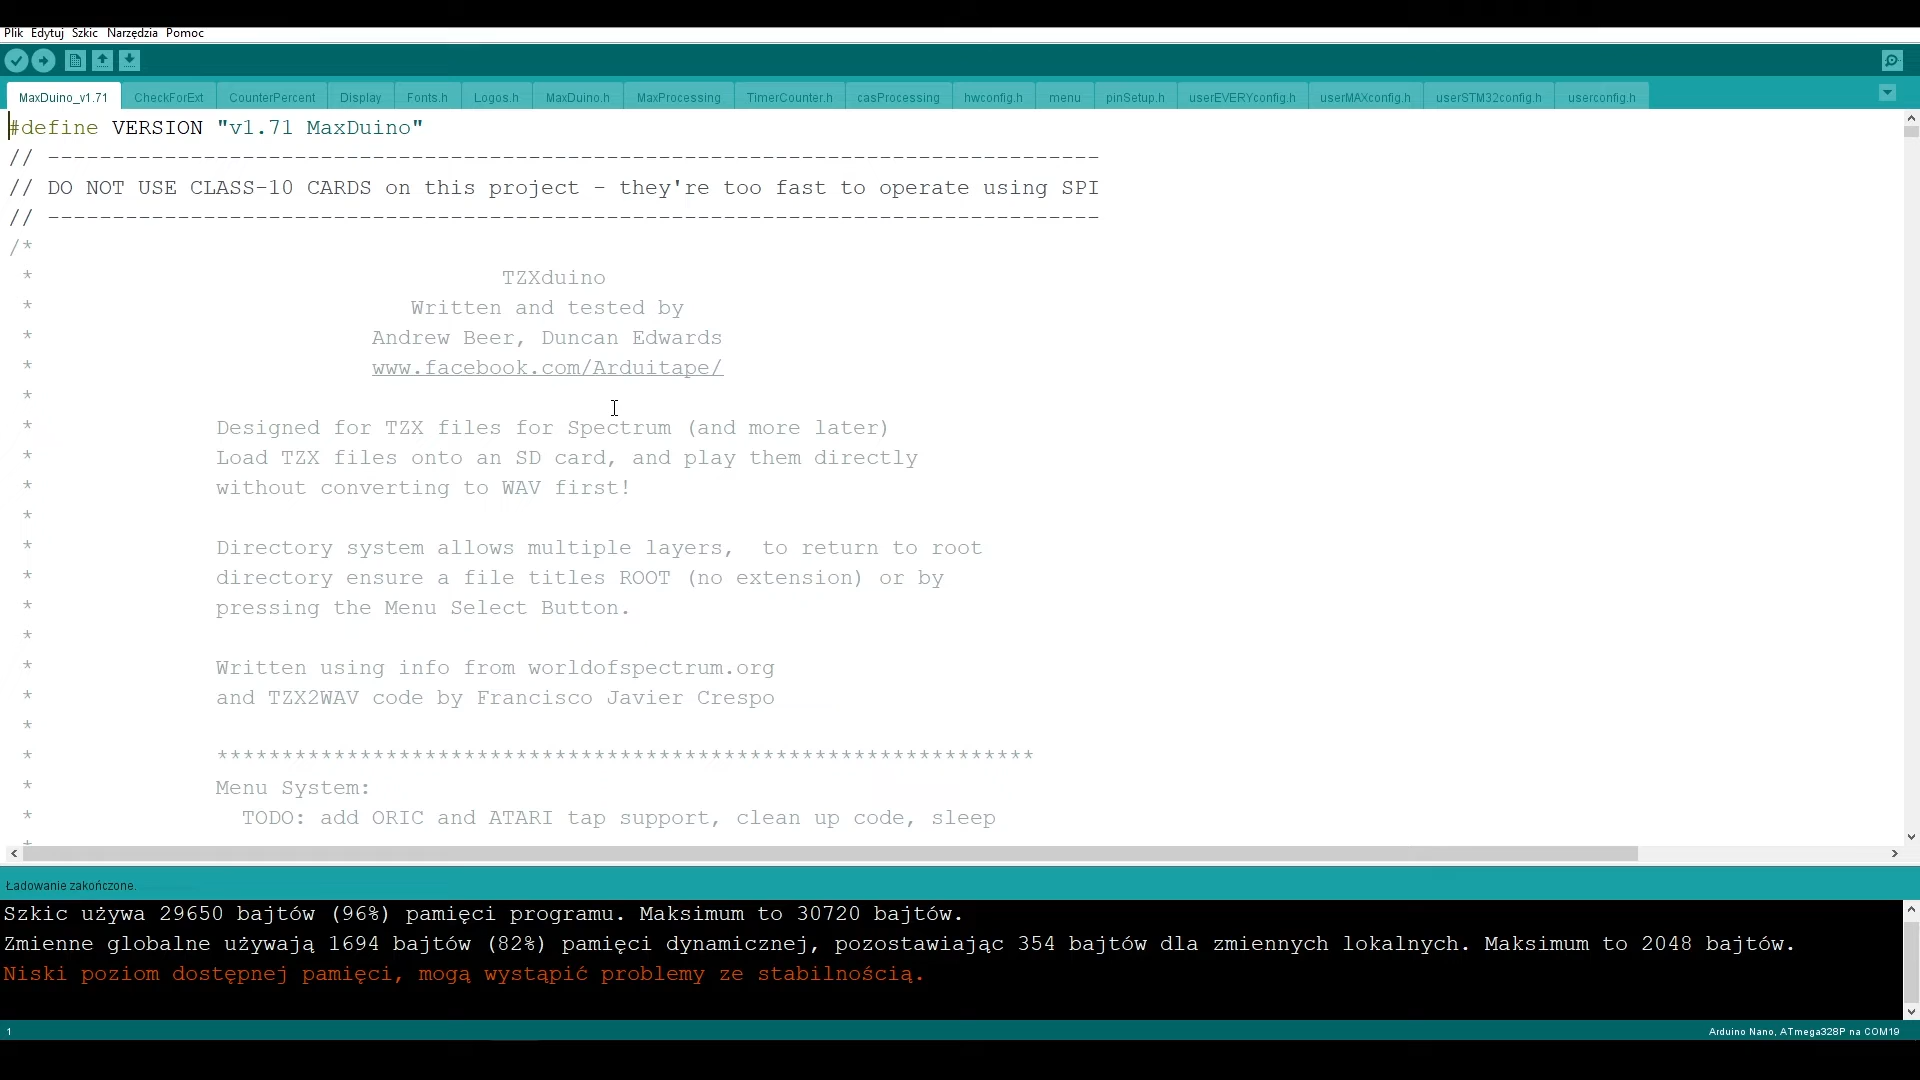 Plik Edytuj Szkic Narzędzia Pomoc
MaxDuino_v1.71 CheckForExt CounterPercent Display Fonts.h Logos.h MaxDuino.h MaxProcessing TimerCounter.h casProcessing hwconfig.h menu pinSetup.h userEVERYconfig.h userMAXconfig.h userSTM32config.h userconfig.h
#define VERSION "v1.71 MaxDuino"
// ---------------------------------------------------------------------------------
// DO NOT USE CLASS-10 CARDS on this project - they're too fast to operate using SPI
// ---------------------------------------------------------------------------------
/*
* TZXduino
* Written and tested by
* Andrew Beer, Duncan Edwards
* www.facebook.com/Arduitape/
*
* Designed for TZX files for Spectrum (and more later)
* Load TZX files onto an SD card, and play them directly
* without converting to WAV first!
*
* Directory system allows multiple layers,  to return to root
* directory ensure a file titles ROOT (no extension) or by
* pressing the Menu Select Button.
*
* Written using info from worldofspectrum.org
* and TZX2WAV code by Francisco Javier Crespo
*
* ***************************************************************
* Menu System:
* TODO: add ORIC and ATARI tap support, clean up code, sleep
*
Ładowanie zakończone.
Szkic używa 29650 bajtów (96%) pamięci programu. Maksimum to 30720 bajtów.
Zmienne globalne używają 1694 bajtów (82%) pamięci dynamicznej, pozostawiając 354 bajtów dla zmiennych lokalnych. Maksimum to 2048 bajtów.
Niski poziom dostępnej pamięci, mogą wystąpić problemy ze stabilnością.
1 Arduino Nano, ATmega328P na COM19